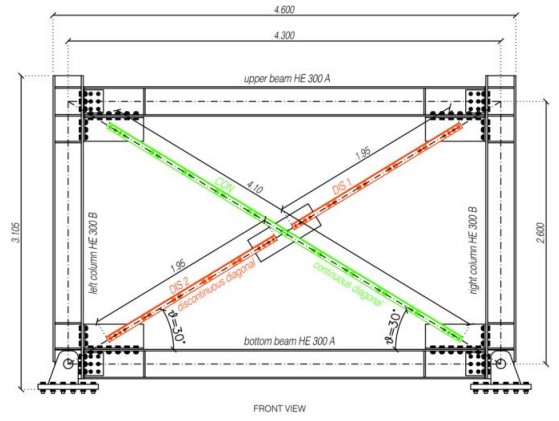 4.600
4.300
upper beam HE 300 A
1.95
4.10
CON.
DIS 1
3.105
left column HE 300 B
right column HE 300 B
2.600
1.95
DIS 2
discontinuous diagonal
continuous diagonal
ϑ=30°
ϑ=30°
bottom beam HE 300 A
FRONT VIEW